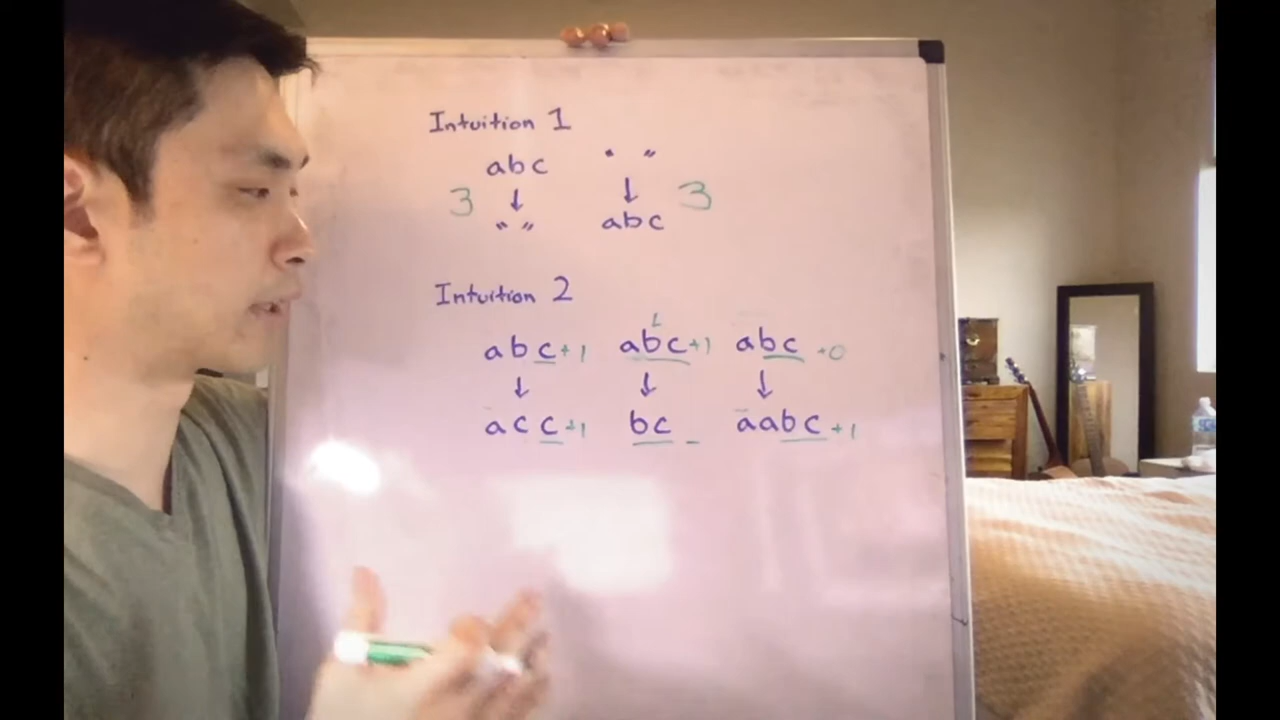 Intuition 1
abc " "
3 ↓ ↓ 3
" " abc
Intuition 2
abc+1 abc+1 abc +0
↓ ↓ ↓
acc+1 bc _ aabc+1